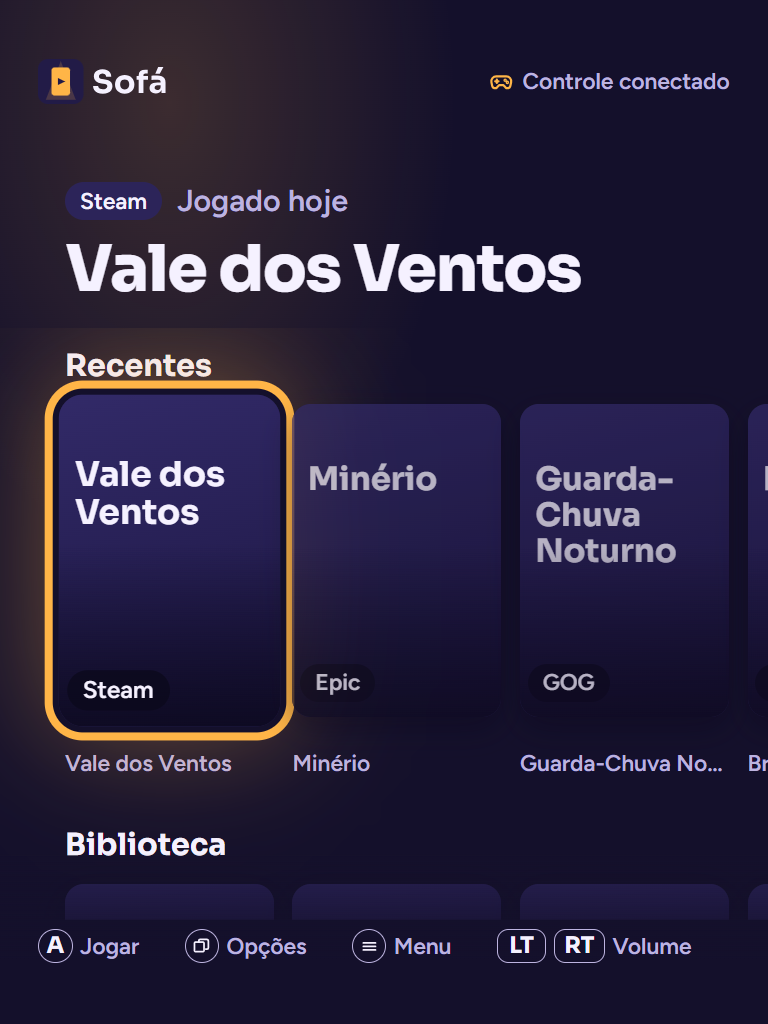 Sofá
Controle conectado
Steam
Jogado hoje
Vale dos Ventos
Recentes
Vale dos
Ventos
Steam
Minério
Epic
Guarda-
Chuva
Noturno
GOG
Vale dos Ventos
Minério
Guarda-Chuva No...
Br
Biblioteca
A Jogar
Opções
Menu
LT RT Volume